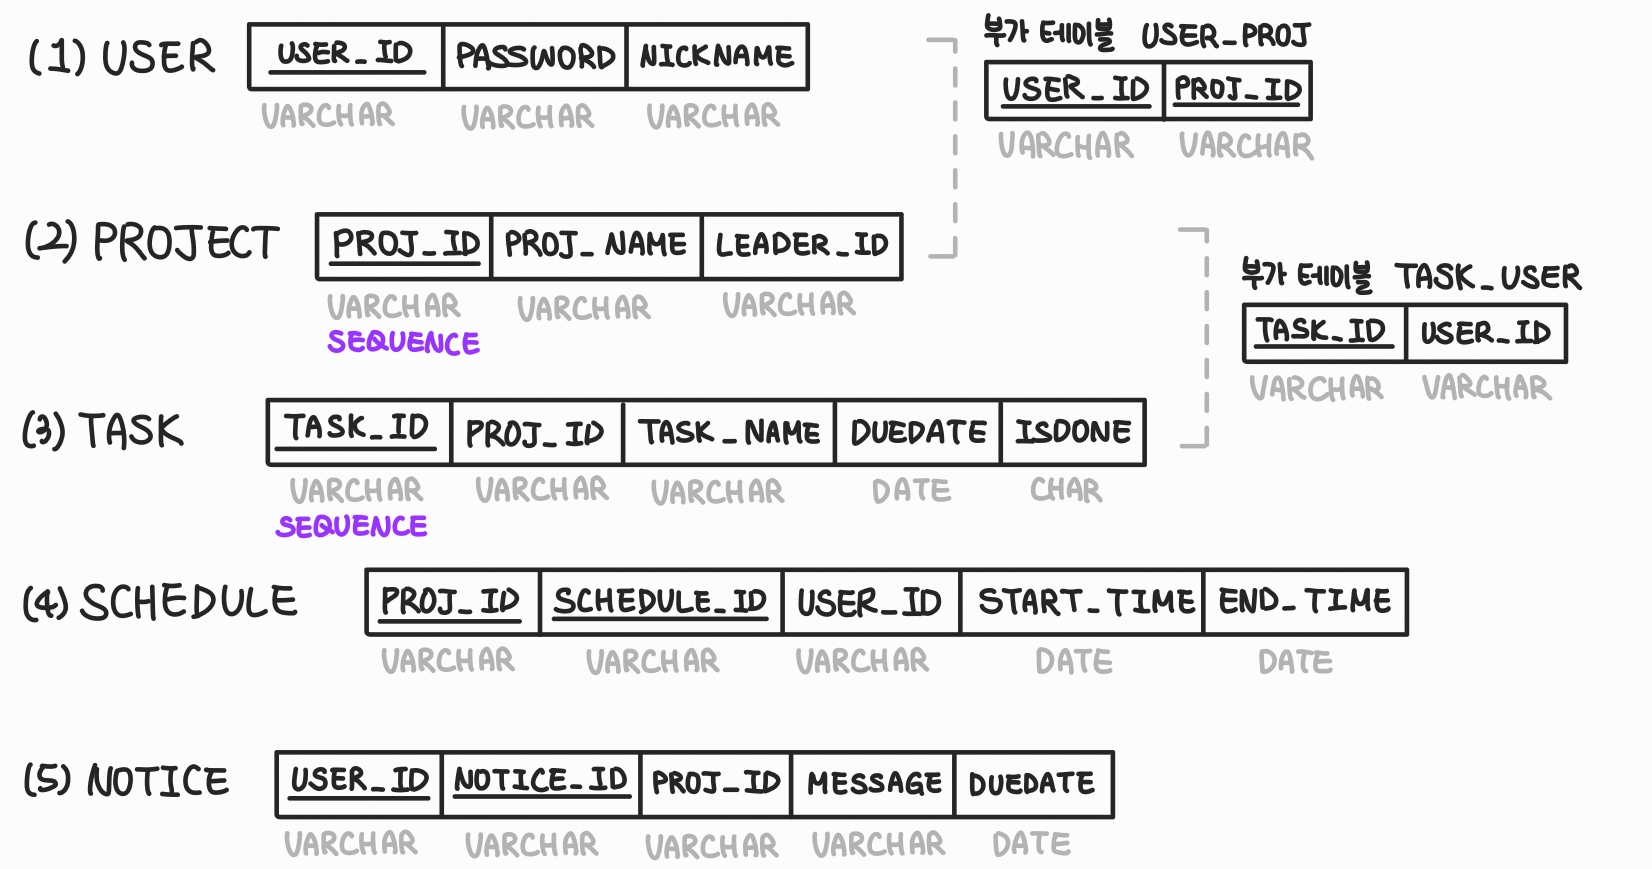 (1) USER USER_ID PASSWORD NICKNAME
VARCHAR VARCHAR VARCHAR
부가 테이블 USER_PROJ
USER_ID PROJ_ID
VARCHAR VARCHAR
(2) PROJECT PROJ_ID PROJ_NAME LEADER_ID
VARCHAR VARCHAR VARCHAR
SEQUENCE
부가 테이블 TASK_USER
TASK_ID USER_ID
VARCHAR VARCHAR
(3) TASK TASK_ID PROJ_ID TASK_NAME DUEDATE ISDONE
VARCHAR VARCHAR VARCHAR DATE CHAR
SEQUENCE
(4) SCHEDULE PROJ_ID SCHEDULE_ID USER_ID START_TIME END_TIME
VARCHAR VARCHAR VARCHAR DATE DATE
(5) NOTICE USER_ID NOTICE_ID PROJ_ID MESSAGE DUEDATE
VARCHAR VARCHAR VARCHAR VARCHAR DATE